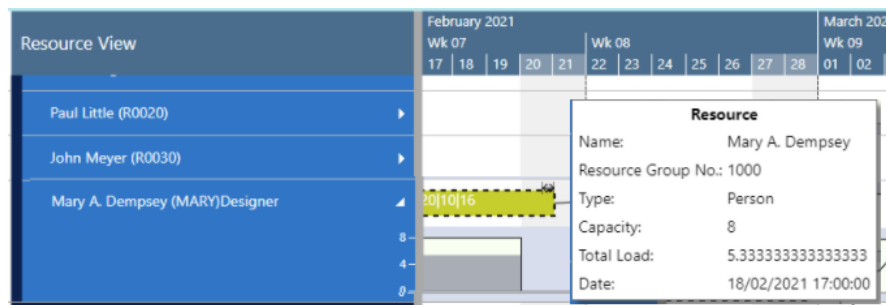 February 2021
March 202
Resource View
Wk 07
Wk 08
Wk 09
17 18 19 20 21 22 23 24 25 26 27 28 01 02
Paul Little (R0020)
John Meyer (R0030)
Mary A. Dempsey (MARY)Designer
20|10|16
8
4
0
Resource
Name: Mary A. Dempsey
Resource Group No.: 1000
Type: Person
Capacity: 8
Total Load: 5.333333333333333
Date: 18/02/2021 17:00:00